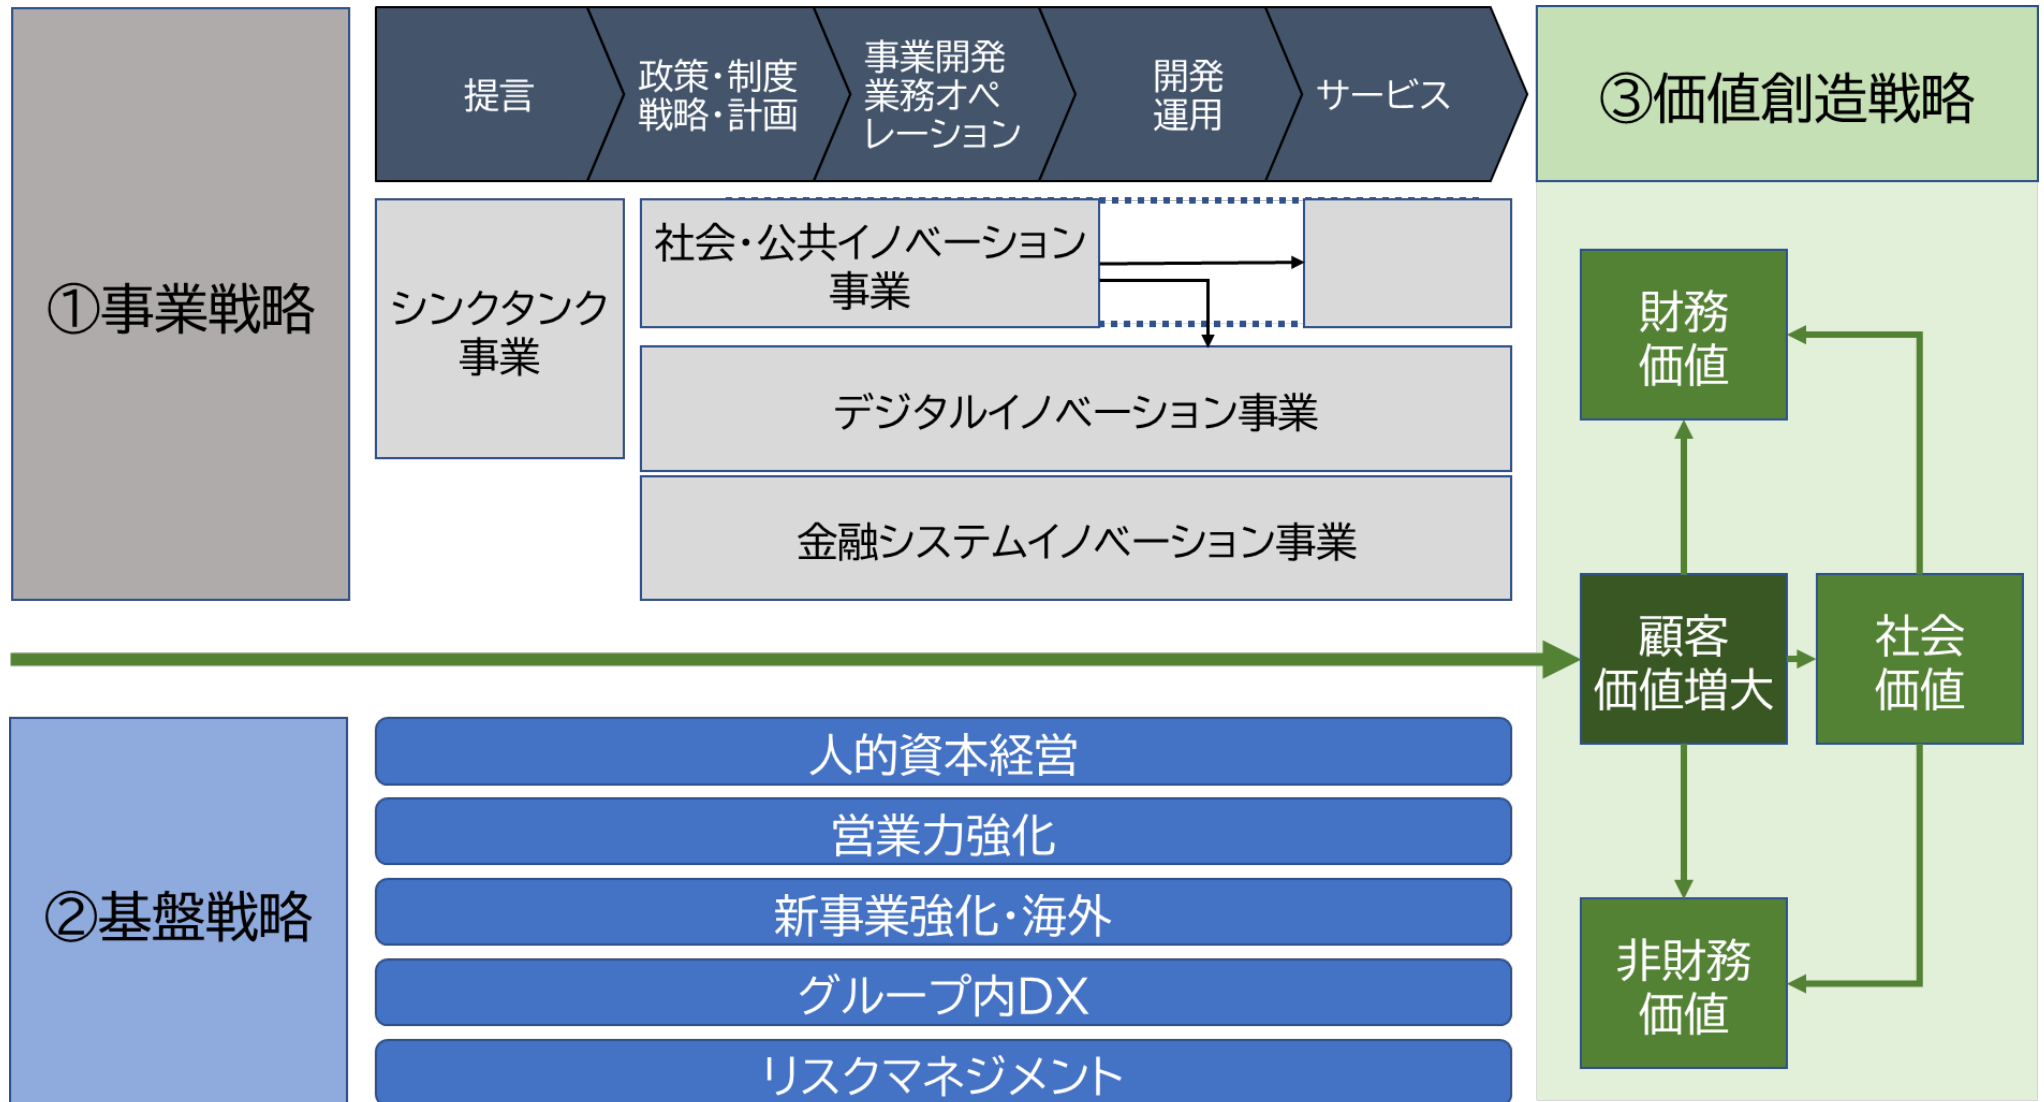 ①事業戦略
提言
政策・制度
戦略・計画
事業開発
業務オペ
レーション
開発
運用
サービス
シンクタンク
事業
社会・公共イノベーション
事業
デジタルイノベーション事業
金融システムイノベーション事業
②基盤戦略
人的資本経営
営業力強化
新事業強化・海外
グループ内DX
リスクマネジメント
③価値創造戦略
財務
価値
顧客
価値増大
社会
価値
非財務
価値